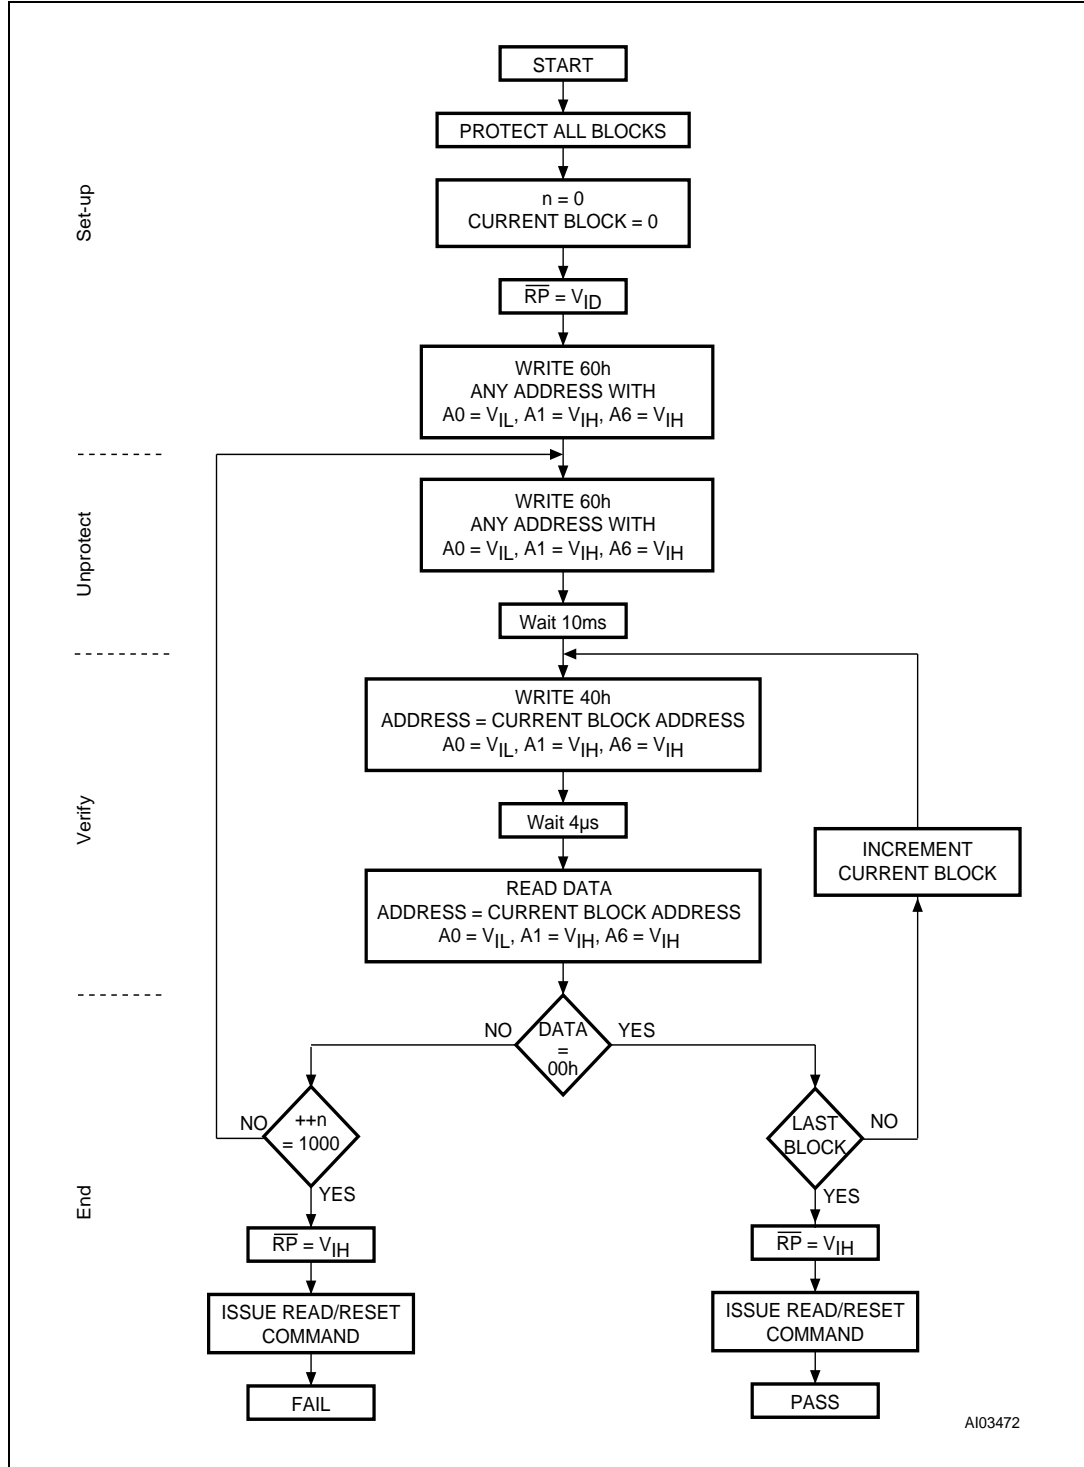 START
PROTECT ALL BLOCKS
Set-up
n = 0
CURRENT BLOCK = 0
RP = VID
WRITE 60h
ANY ADDRESS WITH
A0 = VIL, A1 = VIH, A6 = VIH
Unprotect
WRITE 60h
ANY ADDRESS WITH
A0 = VIL, A1 = VIH, A6 = VIH
Wait 10ms
Verify
WRITE 40h
ADDRESS = CURRENT BLOCK ADDRESS
A0 = VIL, A1 = VIH, A6 = VIH
Wait 4µs
INCREMENT
CURRENT BLOCK
READ DATA
ADDRESS = CURRENT BLOCK ADDRESS
A0 = VIL, A1 = VIH, A6 = VIH
End
NO
DATA
=
00h
YES
NO
++n
= 1000
YES
LAST
BLOCK
NO
YES
RP = VIH
RP = VIH
ISSUE READ/RESET
COMMAND
ISSUE READ/RESET
COMMAND
FAIL
PASS
AI03472